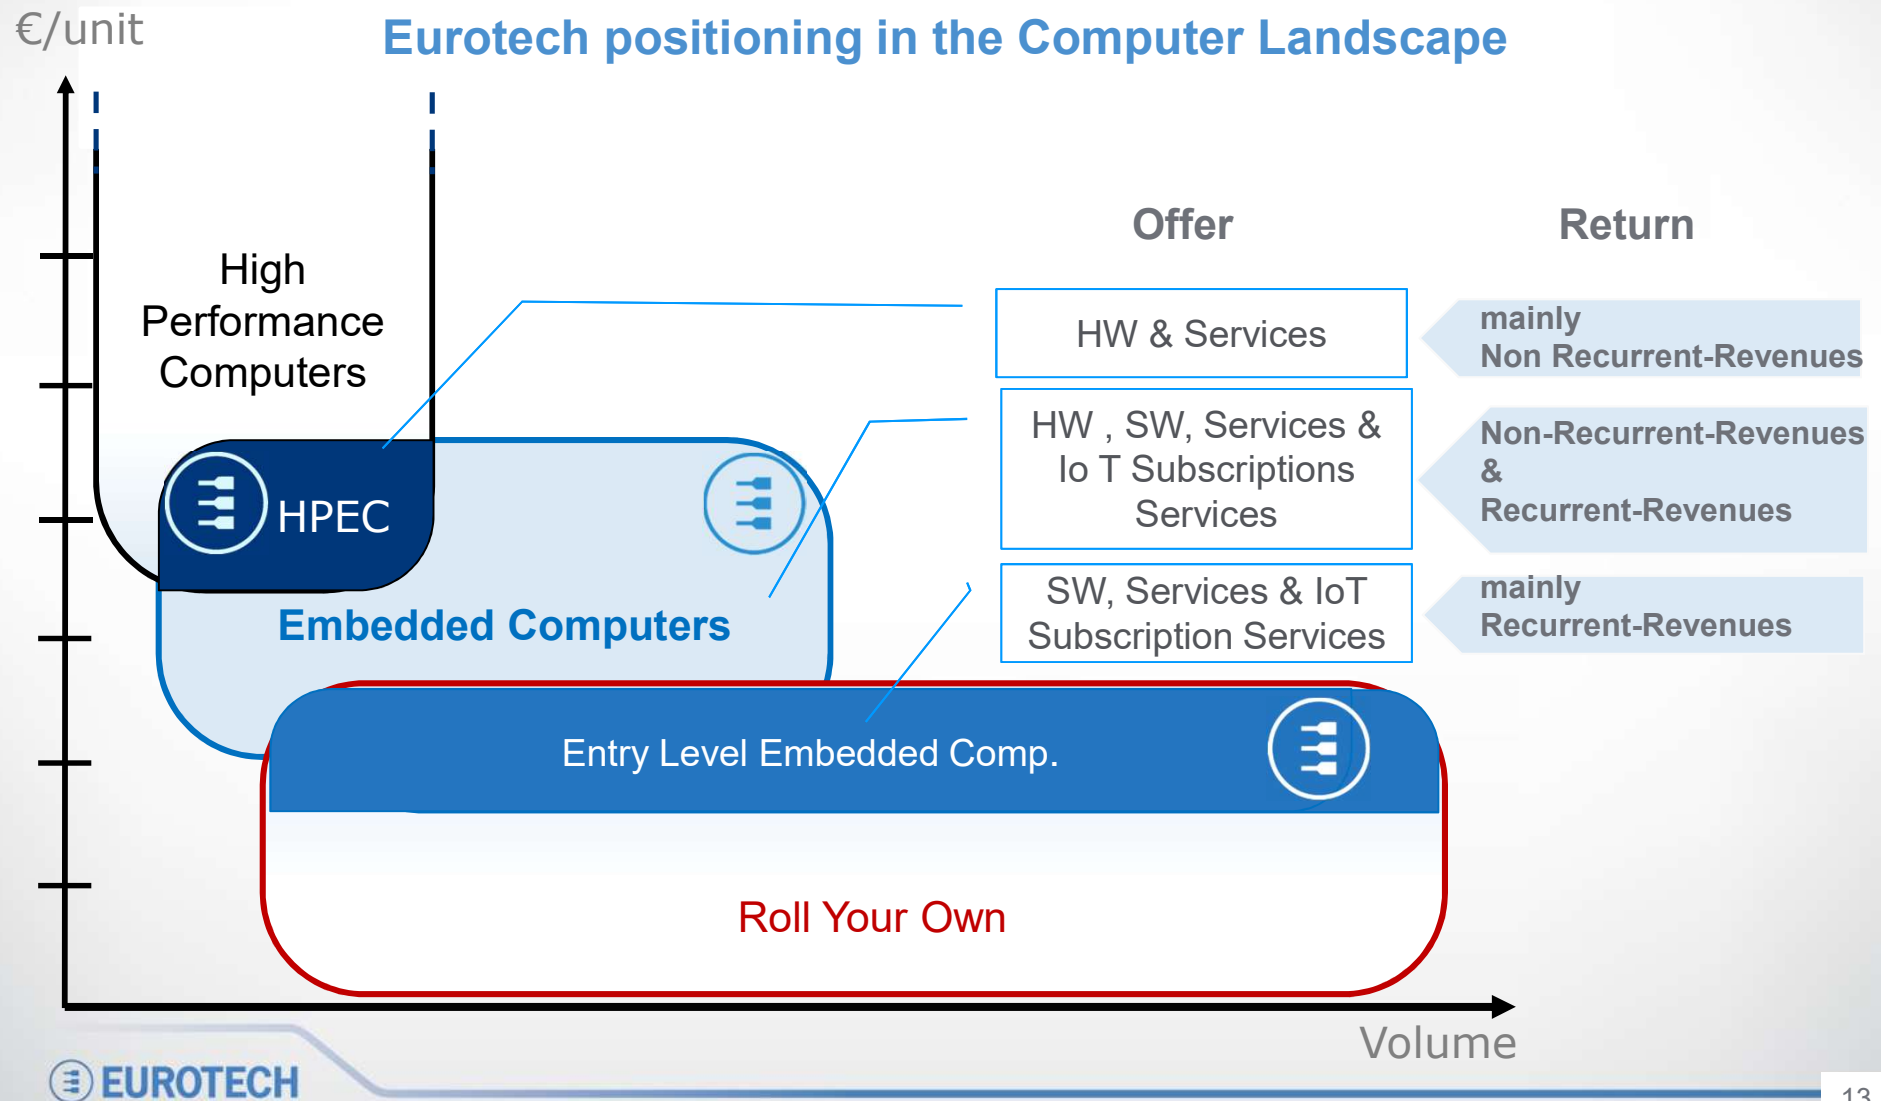 €/unit
Eurotech positioning in the Computer Landscape
Offer
Return
High
Performance
Computers
HW & Services
mainly
Non Recurrent-Revenues
HW , SW, Services &
Io T Subscriptions
Services
Non-Recurrent-Revenues
&
Recurrent-Revenues
HPEC
SW, Services & IoT
Subscription Services
mainly
Recurrent-Revenues
Embedded Computers
Entry Level Embedded Comp.
Roll Your Own
Volume
EUROTECH
13